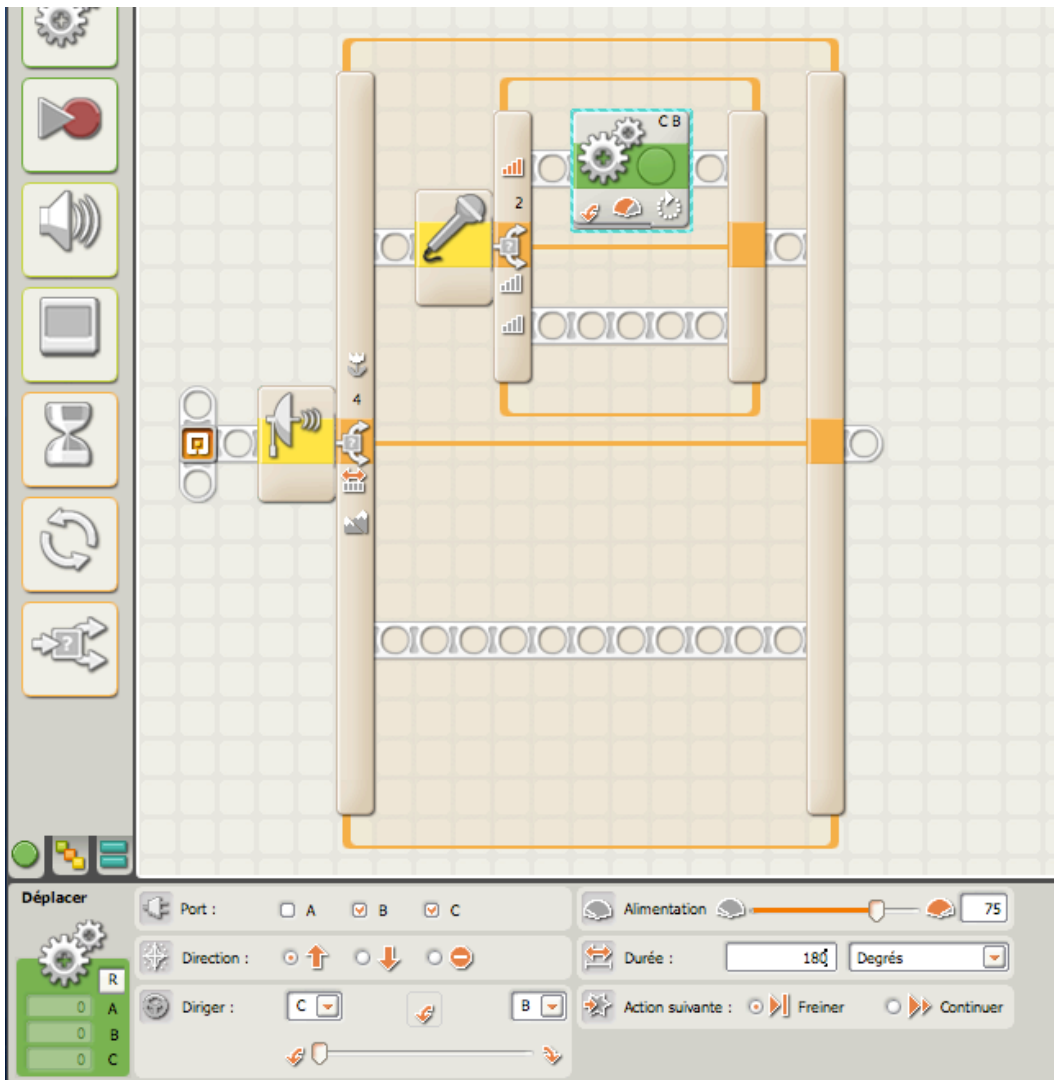 C B
2
4
Déplacer
R
0 A
0 B
0 C
Port :
A
B
C
Direction :
Diriger :
C
B
Alimentation
75
Durée :
180
Degrés
Action suivante :
Freiner
Continuer